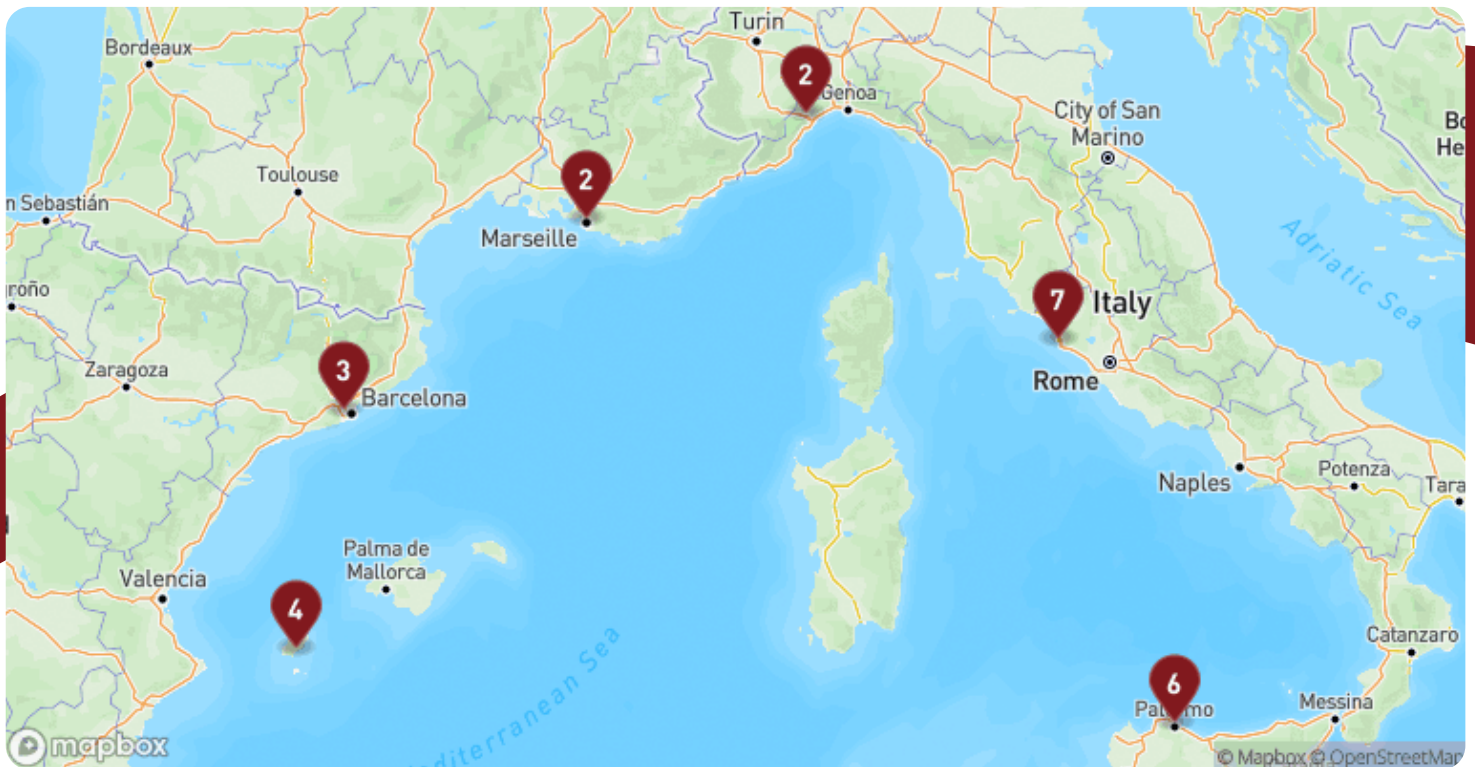 Turin
Bordeaux
2
Genoa
City of San
Marino
Toulouse
2
n Sebastián
Marseille
Adriatic Sea
Bo
He
roño
7
Italy
Zaragoza
3
Rome
Barcelona
Naples
Potenza
Tara
Palma de
Mallorca
Valencia
4
Mediterranean Sea
Catanzaro
6
Palermo
Messina
mapbox
© Mapbox © OpenStreetMap